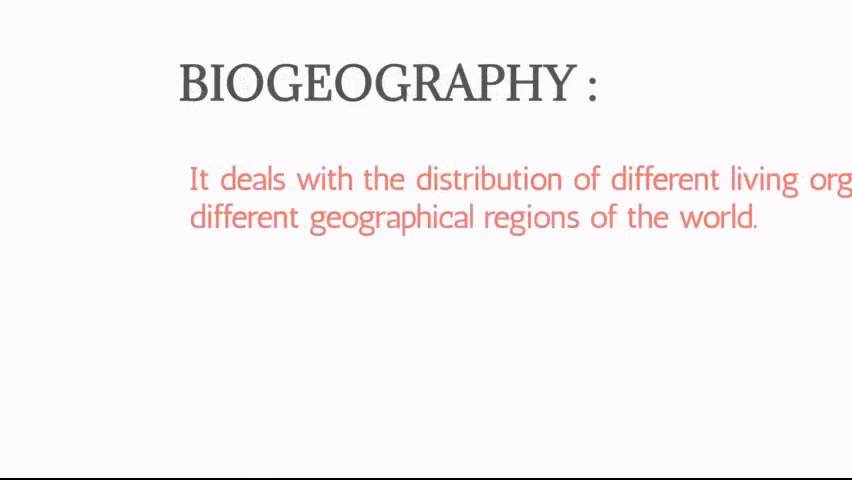 BIOGEOGRAPHY :
It deals with the distribution of different living org
different geographical regions of the world.